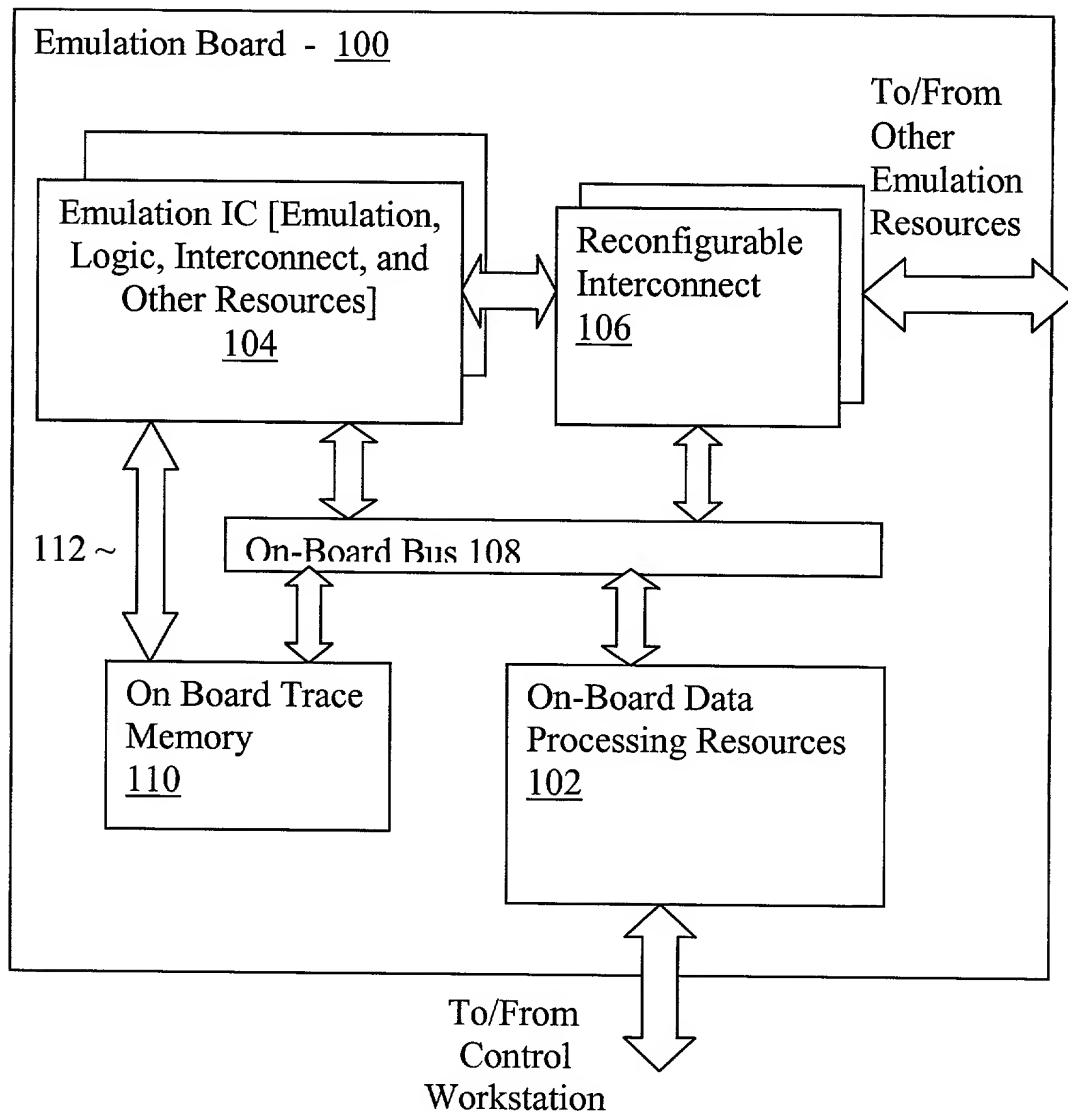 Emulation Board - 100
To/From
Other
Emulation
Resources
Emulation IC [Emulation,
Logic, Interconnect, and
Other Resources]
104
Reconfigurable
Interconnect
106
112 ~
On-Board Bus 108
On Board Trace
Memory
110
On-Board Data
Processing Resources
102
To/From
Control
Workstation